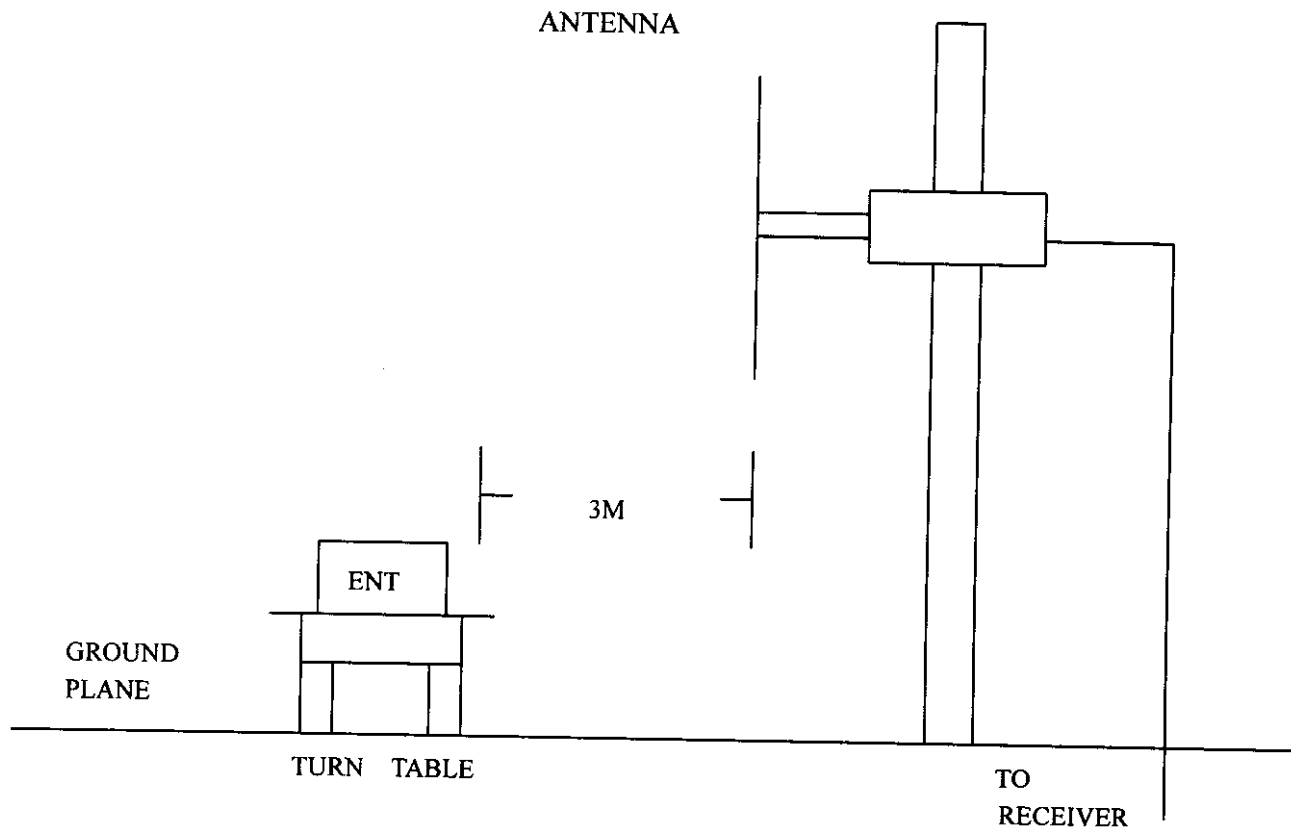 ANTENNA
3M
ENT
GROUND
PLANE
TURN TABLE
TO
RECEIVER